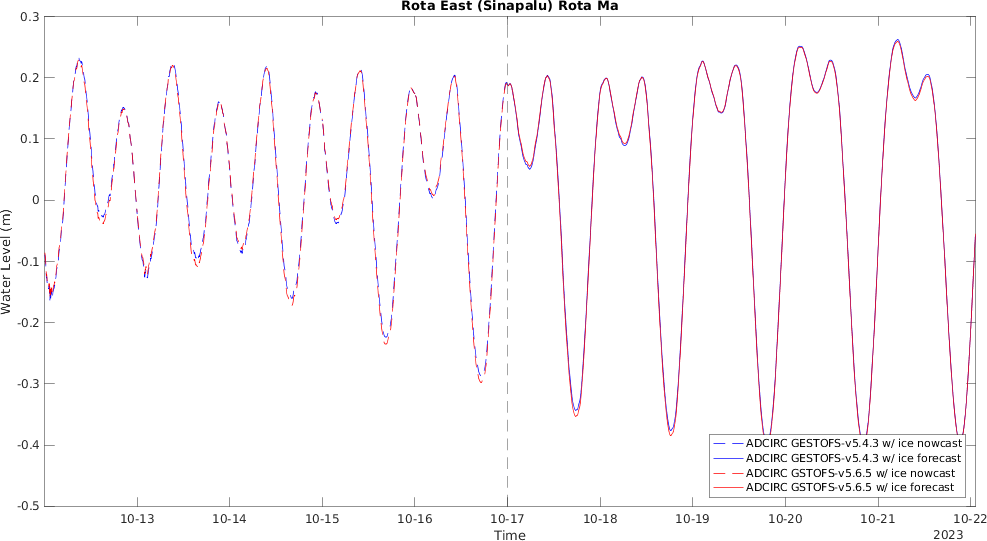 Rota East (Sinapalu) Rota Ma
0.3
0.2
0.1
0
-0.1
-0.2
-0.3
-0.4
-0.5
Water Level (m)
ADCIRC GESTOFS-v5.4.3 w/ ice nowcast
ADCIRC GESTOFS-v5.4.3 w/ ice forecast
ADCIRC GSTOFS-v5.6.5 w/ ice nowcast
ADCIRC GSTOFS-v5.6.5 w/ ice forecast
10-13 10-14 10-15 10-16 10-17 10-18 10-19 10-20 10-21 10-22
Time
2023